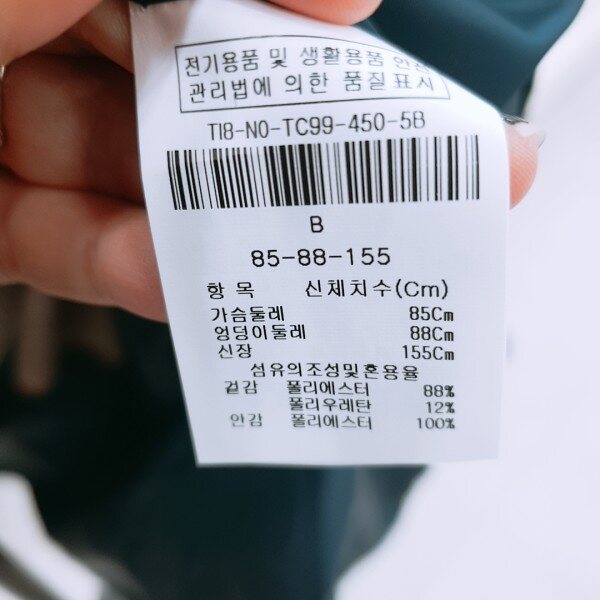 전기용품 및 생활용품 안전
관리법에 의한 품질표시
TI8-NO-TC99-450-5B
B
85-88-155
항 목 신체치수(Cm)
가슴둘레 85Cm
엉덩이둘레 88Cm
신장 155Cm
섬유의조성및혼용율
겉감 폴리에스터 88%
폴리우레탄 12%
안감 폴리에스터 100%